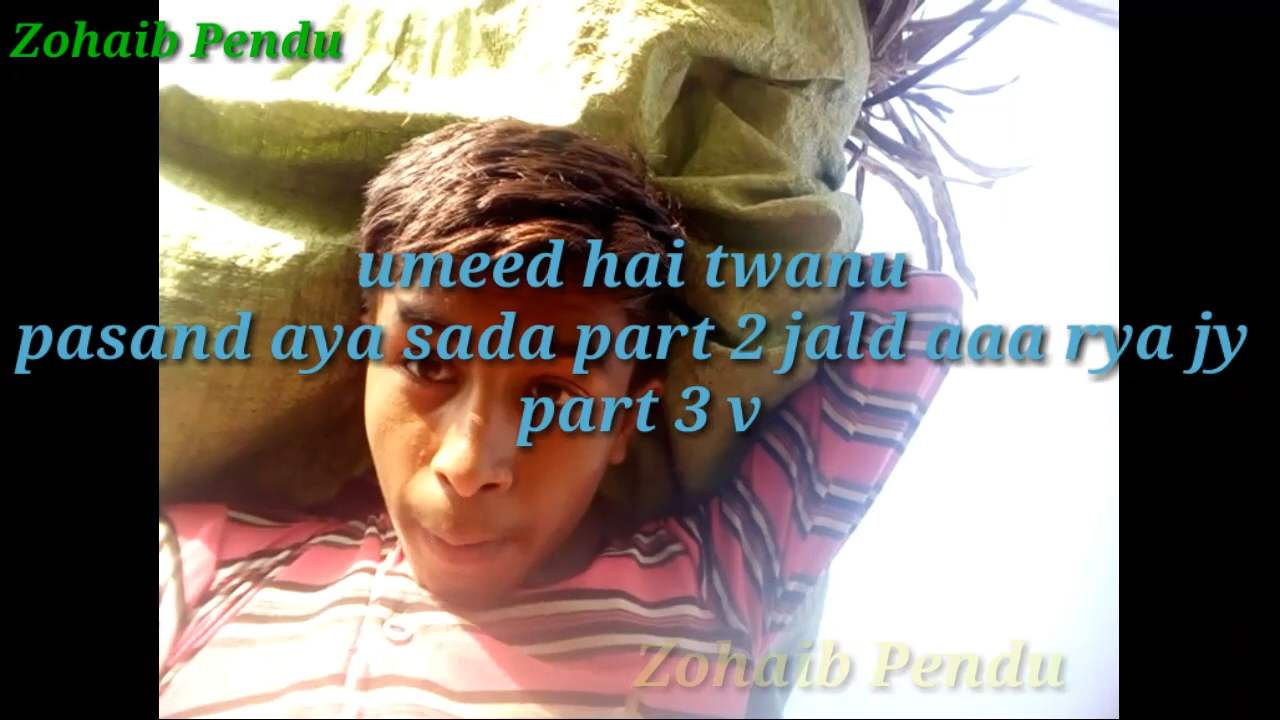 Zohaib Pendu
umeed hai twanu
pasand aya sada part 2 jald aaa rya jy
part 3 v
Zohaib Pendu